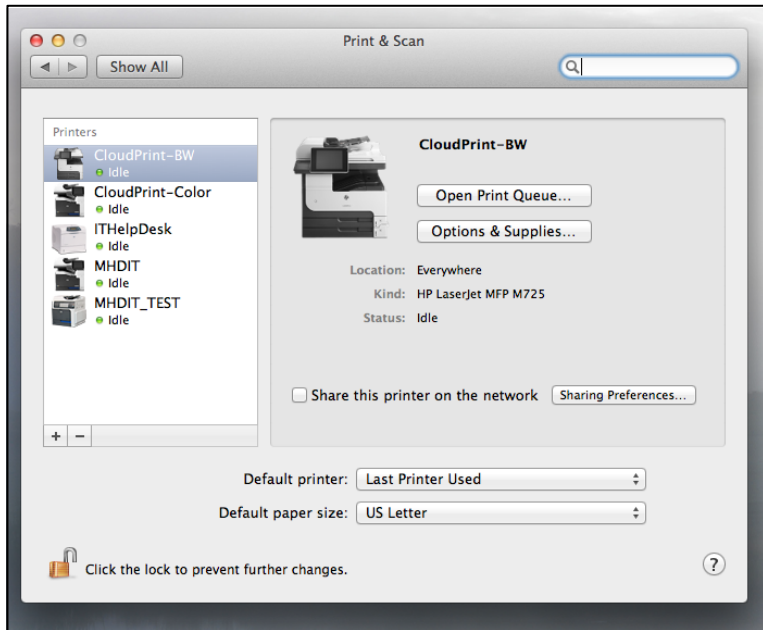 Print & Scan
Show All
Printers
CloudPrint-BW
Idle
CloudPrint-Color
Idle
ITHelpDesk
Idle
MHDIT
Idle
MHDIT_TEST
Idle
+ −
CloudPrint-BW
Open Print Queue...
Options & Supplies...
Location: Everywhere
Kind: HP LaserJet MFP M725
Status: Idle
Share this printer on the network Sharing Preferences...
Default printer: Last Printer Used
Default paper size: US Letter
Click the lock to prevent further changes. ?